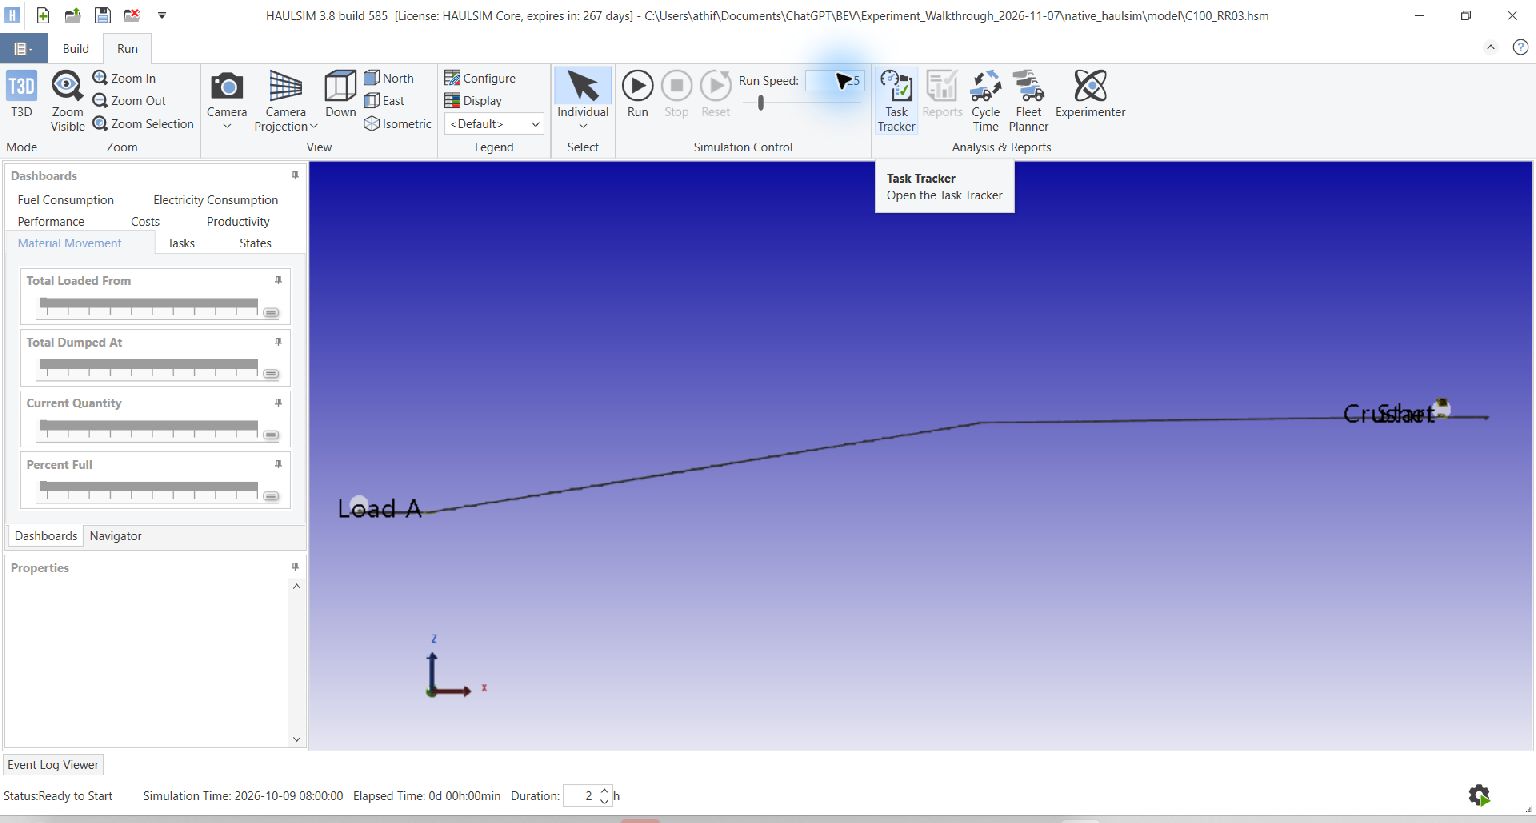 HAULSIM 3.8 build 585 [License: HAULSIM Core, expires in: 267 days] - C:\Users\athif\Documents\ChatGPT\BEV\Experiment_Walkthrough_2026-11-07\native_haulsim\model\C100_RR03.hsm
Build Run
T3D
T3D
Mode
Zoom Visible
Zoom In
Zoom Out
Zoom Selection
Zoom
Camera
Camera Projection
Down
North
East
Isometric
View
Configure
Display
<Default>
Legend
Individual
Select
Run
Stop
Reset
Run Speed:
Simulation Control
Task Tracker
Reports
Cycle Time
Fleet Planner
Experimenter
Analysis & Reports
Task Tracker
Open the Task Tracker
Dashboards
Fuel Consumption Electricity Consumption
Performance Costs Productivity
Material Movement Tasks States
Total Loaded From
Total Dumped At
Current Quantity
Percent Full
Dashboards Navigator
Properties
Load A
Z
X
Event Log Viewer
Status:Ready to Start Simulation Time: 2026-10-09 08:00:00 Elapsed Time: 0d 00h:00min Duration: 2 h